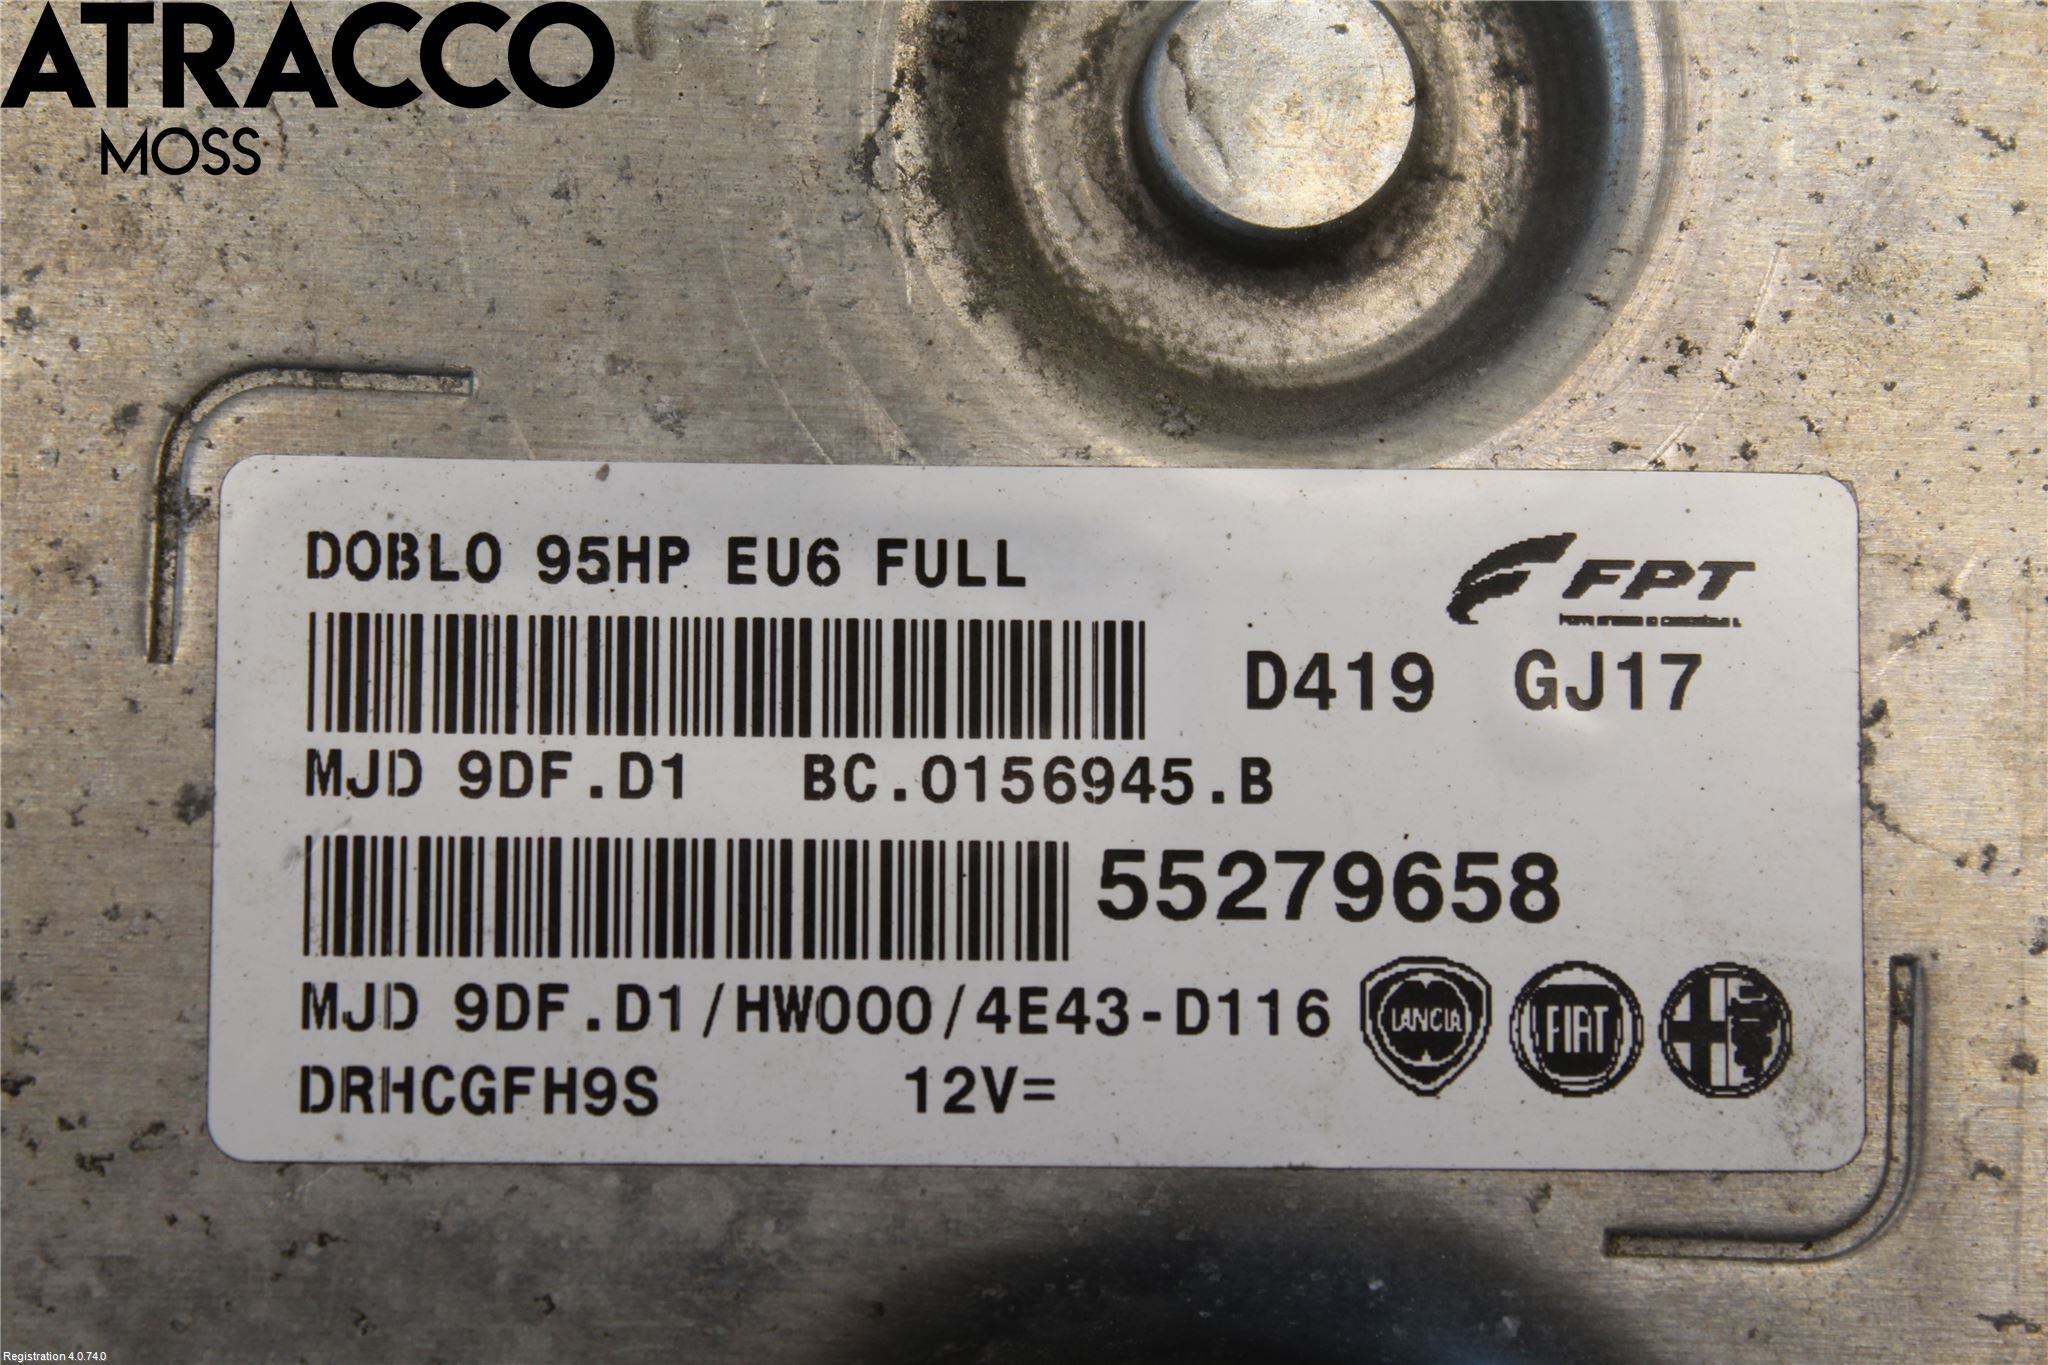 ATRACCO
MOSS
DOBLO 95HP EU6 FULL
FPT
D419 GJ17
MJD 9DF.D1 BC.0156945.B
55279658
MJD 9DF.D1/HW000/4E43-D116
LANCIA
FIAT
DRHCGFH9S 12V=
Registration 4.0.74.0